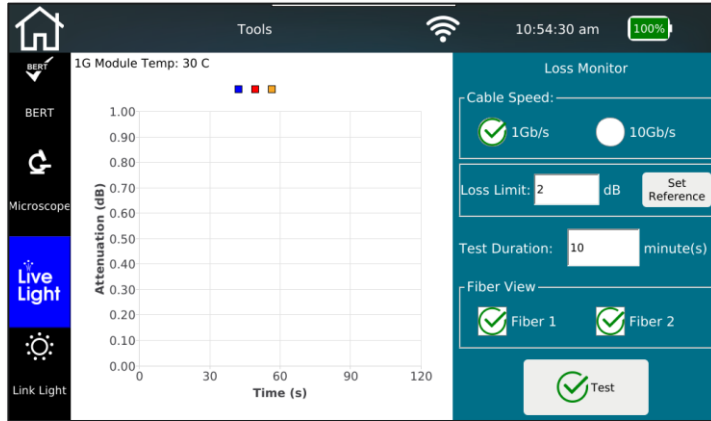 Tools
10:54:30 am
100%
BERT
BERT
Microscope
Live
Light
Link Light
1G Module Temp: 30 C
1.00
0.90
0.80
0.70
0.60
0.50
0.40
0.30
0.20
0.10
0.00
Attenuation (dB)
0 30 60 90 120
Time (s)
Loss Monitor
Cable Speed:
1Gb/s 10Gb/s
Loss Limit: 2 dB
Set
Reference
Test Duration: 10 minute(s)
Fiber View
Fiber 1 Fiber 2
Test